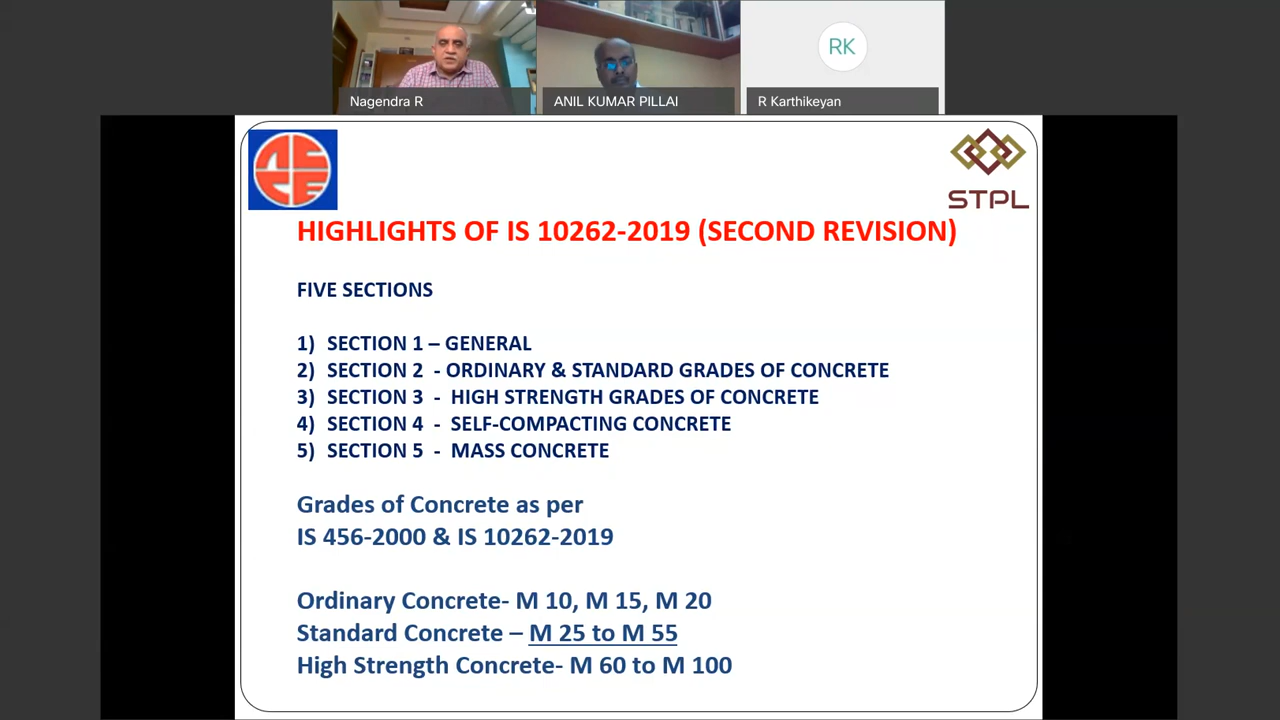 Nagendra R
ANIL KUMAR PILLAI
RK
R Karthikeyan
STPL
HIGHLIGHTS OF IS 10262-2019 (SECOND REVISION)
FIVE SECTIONS
1) SECTION 1 – GENERAL
2) SECTION 2 - ORDINARY & STANDARD GRADES OF CONCRETE
3) SECTION 3 - HIGH STRENGTH GRADES OF CONCRETE
4) SECTION 4 - SELF-COMPACTING CONCRETE
5) SECTION 5 - MASS CONCRETE
Grades of Concrete as per
IS 456-2000 & IS 10262-2019
Ordinary Concrete- M 10, M 15, M 20
Standard Concrete – M 25 to M 55
High Strength Concrete- M 60 to M 100